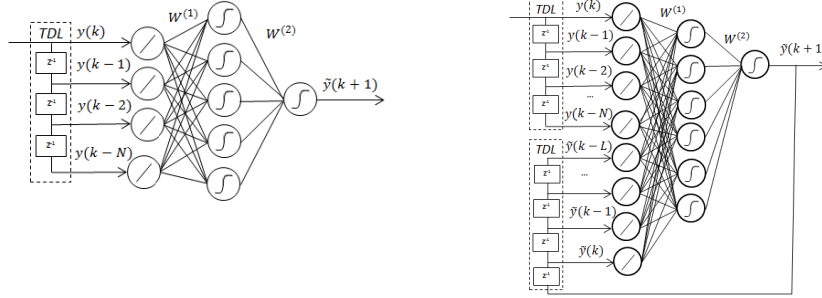 TDL
y(k)
W⁽¹⁾
W⁽²⁾
z⁻¹
y(k − 1)
z⁻¹
y(k − 2)
ỹ(k + 1)
z⁻¹
y(k − N)
y(k)
TDL
W⁽¹⁾
z⁻¹
y(k − 1)
W⁽²⁾
z⁻¹
y(k − 2)
ỹ(k + 1
...
z⁻¹
y(k − N)
TDL
ỹ(k − L)
z⁻¹
...
z⁻¹
ỹ(k − 1)
z⁻¹
ỹ(k)
z⁻¹